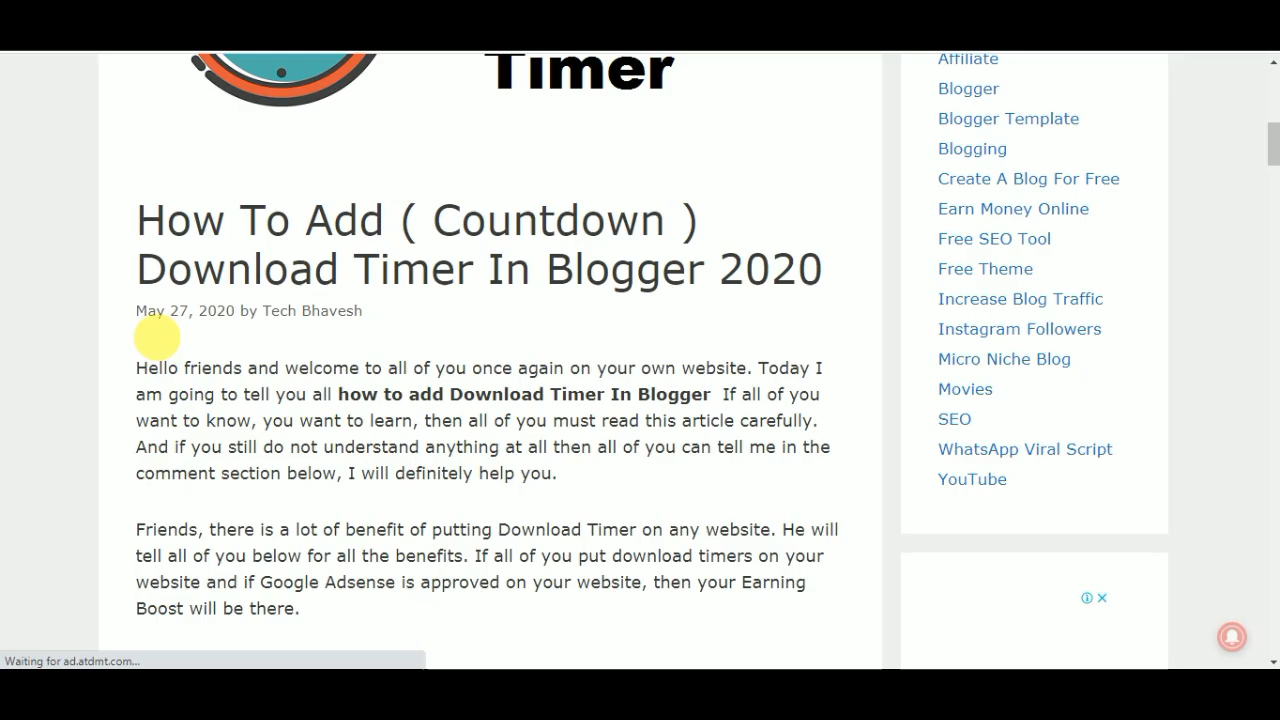 Timer
How To Add ( Countdown )
Download Timer In Blogger 2020
May 27, 2020 by Tech Bhavesh
Hello friends and welcome to all of you once again on your own website. Today I
am going to tell you all how to add Download Timer In Blogger  If all of you
want to know, you want to learn, then all of you must read this article carefully.
And if you still do not understand anything at all then all of you can tell me in the
comment section below, I will definitely help you.
Friends, there is a lot of benefit of putting Download Timer on any website. He will
tell all of you below for all the benefits. If all of you put download timers on your
website and if Google Adsense is approved on your website, then your Earning
Boost will be there.
Affiliate
Blogger
Blogger Template
Blogging
Create A Blog For Free
Earn Money Online
Free SEO Tool
Free Theme
Increase Blog Traffic
Instagram Followers
Micro Niche Blog
Movies
SEO
WhatsApp Viral Script
YouTube
Waiting for ad.atdmt.com...